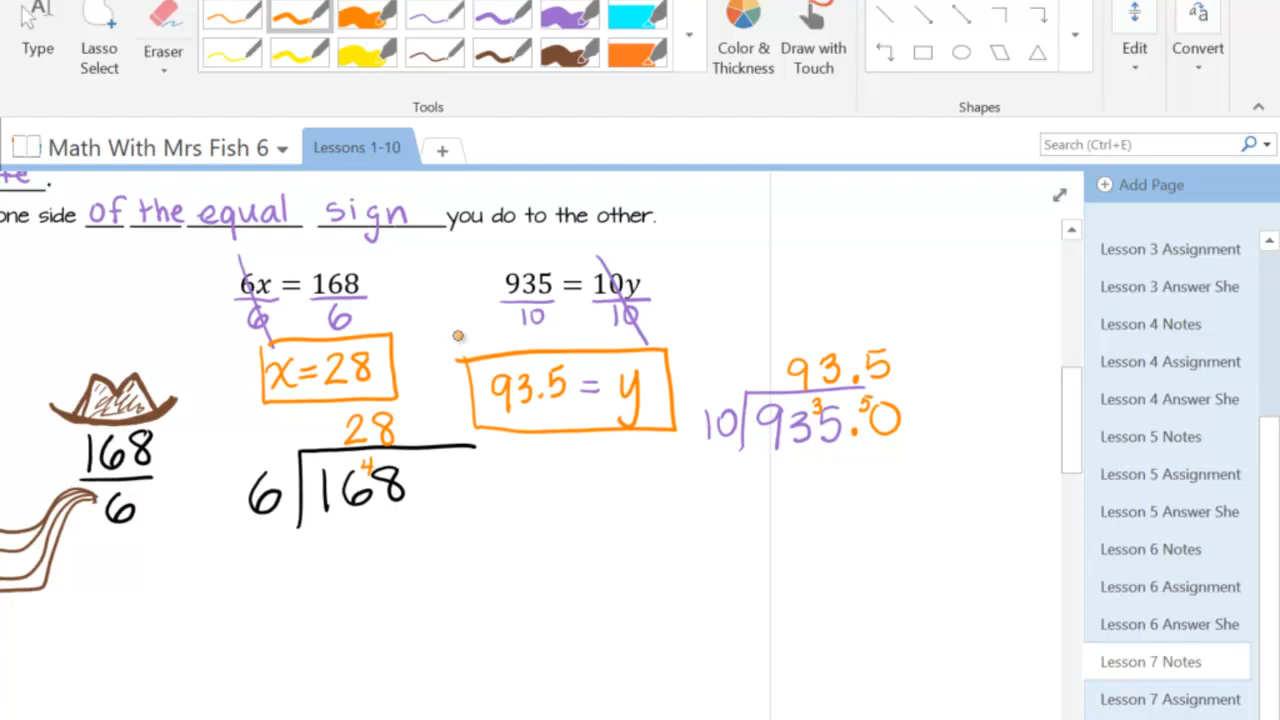 Type
Lasso Select
Eraser
Color & Thickness
Draw with Touch
Edit
Convert
Tools
Shapes
Math With Mrs Fish 6
Lessons 1-10
+
Search (Ctrl+E)
Add Page
one side of the equal sign you do to the other.
6x = 168
6 6
935 = 10y
10 10
x = 28
93.5 = y
168
6
28
6 1648
93.5
10 9335.50
Lesson 3 Assignment
Lesson 3 Answer She
Lesson 4 Notes
Lesson 4 Assignment
Lesson 4 Answer She
Lesson 5 Notes
Lesson 5 Assignment
Lesson 5 Answer She
Lesson 6 Notes
Lesson 6 Assignment
Lesson 6 Answer She
Lesson 7 Notes
Lesson 7 Assignment